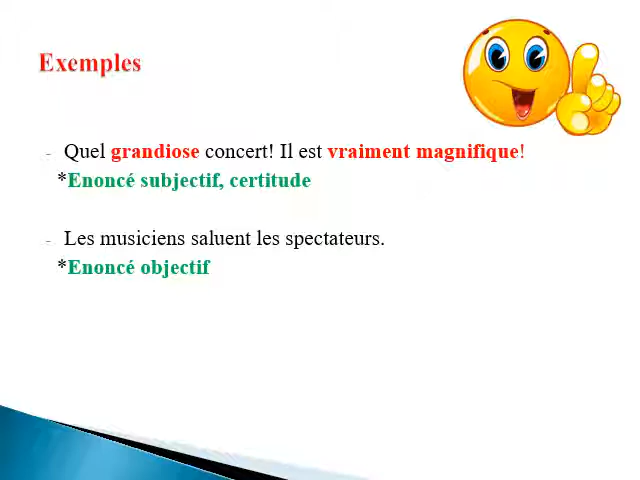 Exemples
- Quel grandiose concert! Il est vraiment magnifique!
*Enoncé subjectif, certitude
- Les musiciens saluent les spectateurs.
*Enoncé objectif